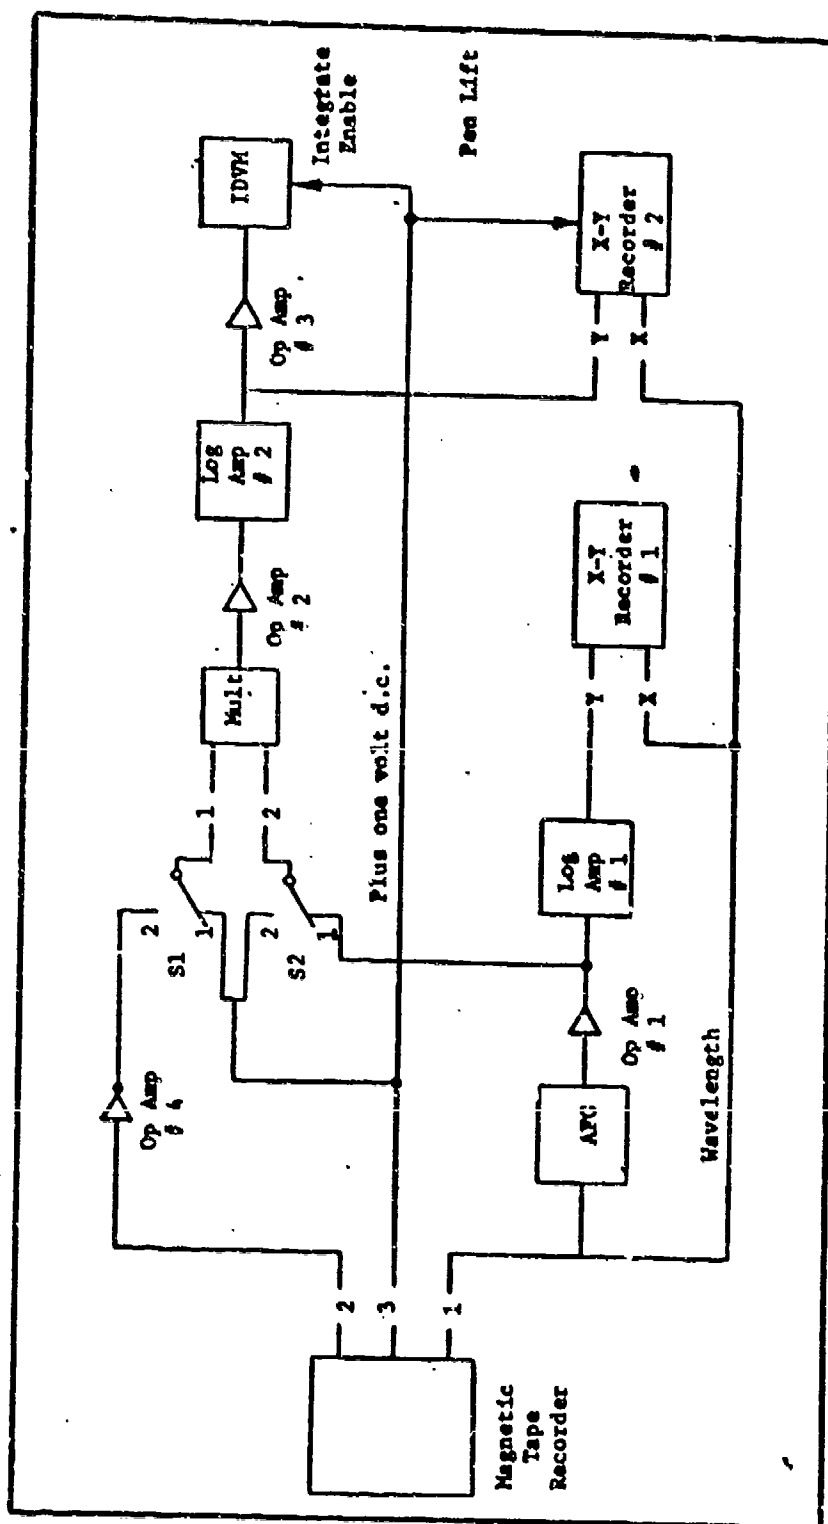 Magnetic
Tape
Recorder
2
3
1
Op Amp
# 4
S1
2
1
S2
2
1
1
2
Mult
Op Amp
# 2
Log
Amp
# 2
Op Amp
# 3
IDVM
Integrate
Enable
Plus one volt d.c.
Pen Lift
Wavelength
Op Amp
# 1
Log
Amp
# 1
Y
X
X-Y
Recorder
# 1
Y
X
X-Y
Recorder
# 2